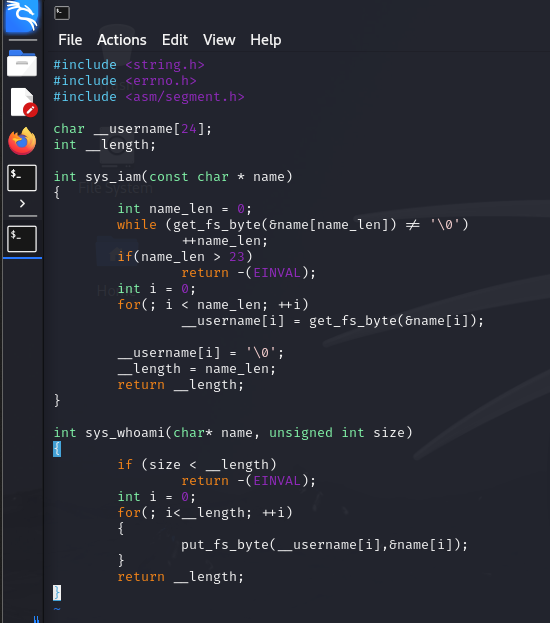 File Actions Edit View Help
#include <string.h>
#include <errno.h>
#include <asm/segment.h>
char __username[24];
int __length;
int sys_iam(const char * name)
{
int name_len = 0;
while (get_fs_byte(&name[name_len]) != '\0')
++name_len;
if(name_len > 23)
return -(EINVAL);
int i = 0;
for(; i < name_len; ++i)
__username[i] = get_fs_byte(&name[i]);
__username[i] = '\0';
__length = name_len;
return __length;
}
int sys_whoami(char* name, unsigned int size)
{
if (size < __length)
return -(EINVAL);
int i = 0;
for(; i<__length; ++i)
{
put_fs_byte(__username[i],&name[i]);
}
return __length;
}
~